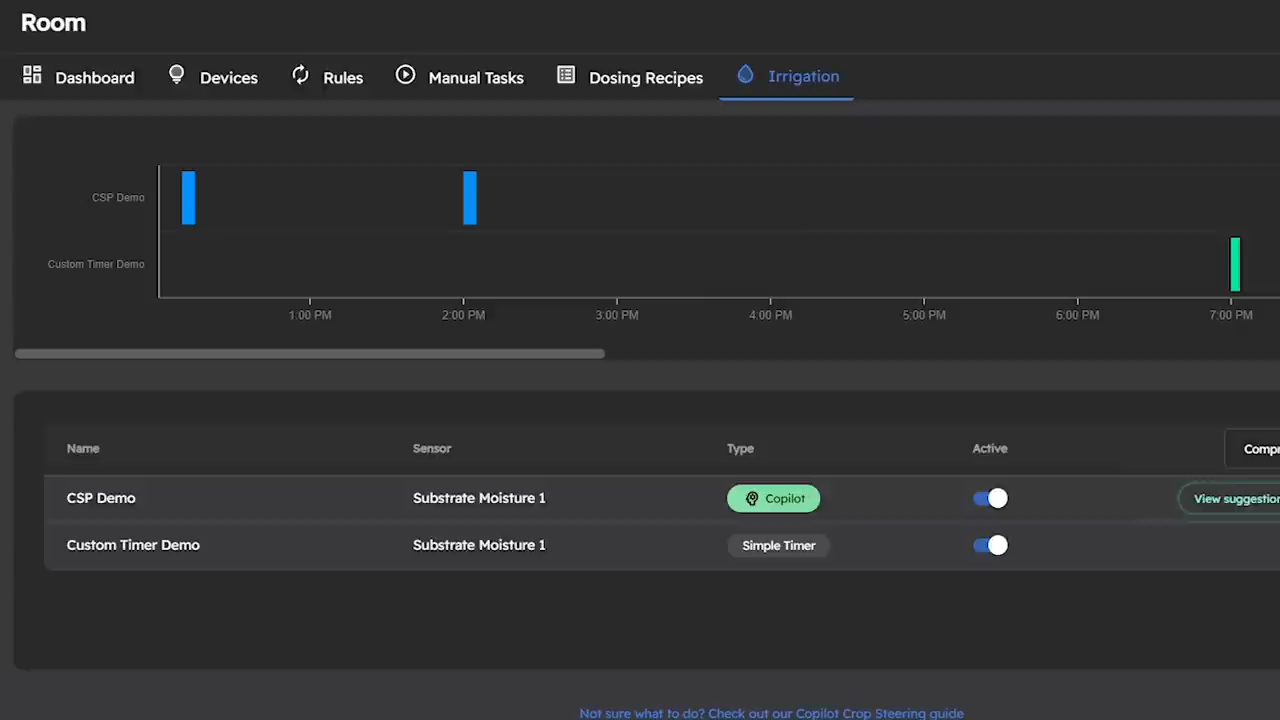 Room
Dashboard Devices Rules Manual Tasks Dosing Recipes Irrigation
CSP Demo
Custom Timer Demo
1:00 PM 2:00 PM 3:00 PM 4:00 PM 5:00 PM 6:00 PM 7:00 PM
Name Sensor Type Active Compr
CSP Demo Substrate Moisture 1 Copilot View suggestion
Custom Timer Demo Substrate Moisture 1 Simple Timer
Not sure what to do? Check out our Copilot Crop Steering guide